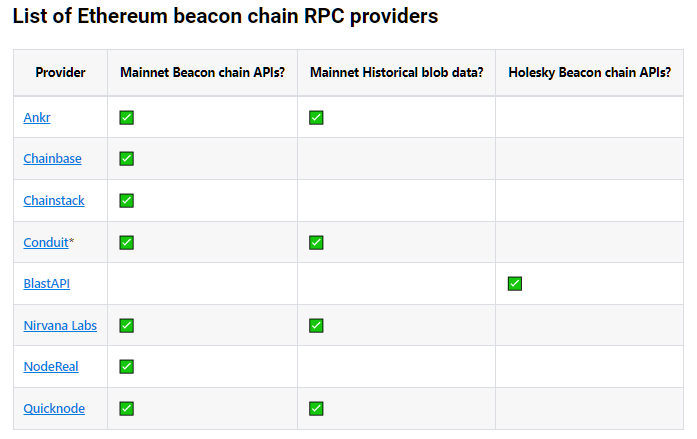 List of Ethereum beacon chain RPC providers
Provider Mainnet Beacon chain APIs? Mainnet Historical blob data? Holesky Beacon chain APIs?
Ankr ✅ ✅
Chainbase ✅
Chainstack ✅
Conduit* ✅ ✅
BlastAPI ✅
Nirvana Labs ✅ ✅
NodeReal ✅
Quicknode ✅ ✅